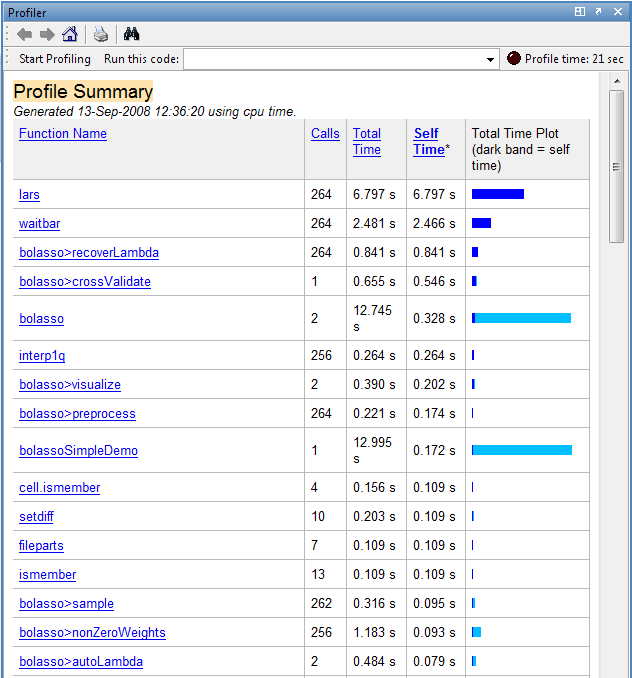 Profiler
Start Profiling Run this code: Profile time: 21 sec
Profile Summary
Generated 13-Sep-2008 12:36:20 using cpu time.
Function Name Calls Total Time Self Time* Total Time Plot (dark band = self time)
lars 264 6.797 s 6.797 s
waitbar 264 2.481 s 2.466 s
bolasso>recoverLambda 264 0.841 s 0.841 s
bolasso>crossValidate 1 0.655 s 0.546 s
bolasso 2 12.745 s 0.328 s
interp1q 256 0.264 s 0.264 s
bolasso>visualize 2 0.390 s 0.202 s
bolasso>preprocess 264 0.221 s 0.174 s
bolassoSimpleDemo 1 12.995 s 0.172 s
cell.ismember 4 0.156 s 0.109 s
setdiff 10 0.203 s 0.109 s
fileparts 7 0.109 s 0.109 s
ismember 13 0.109 s 0.109 s
bolasso>sample 262 0.316 s 0.095 s
bolasso>nonZeroWeights 256 1.183 s 0.093 s
bolasso>autoLambda 2 0.484 s 0.079 s